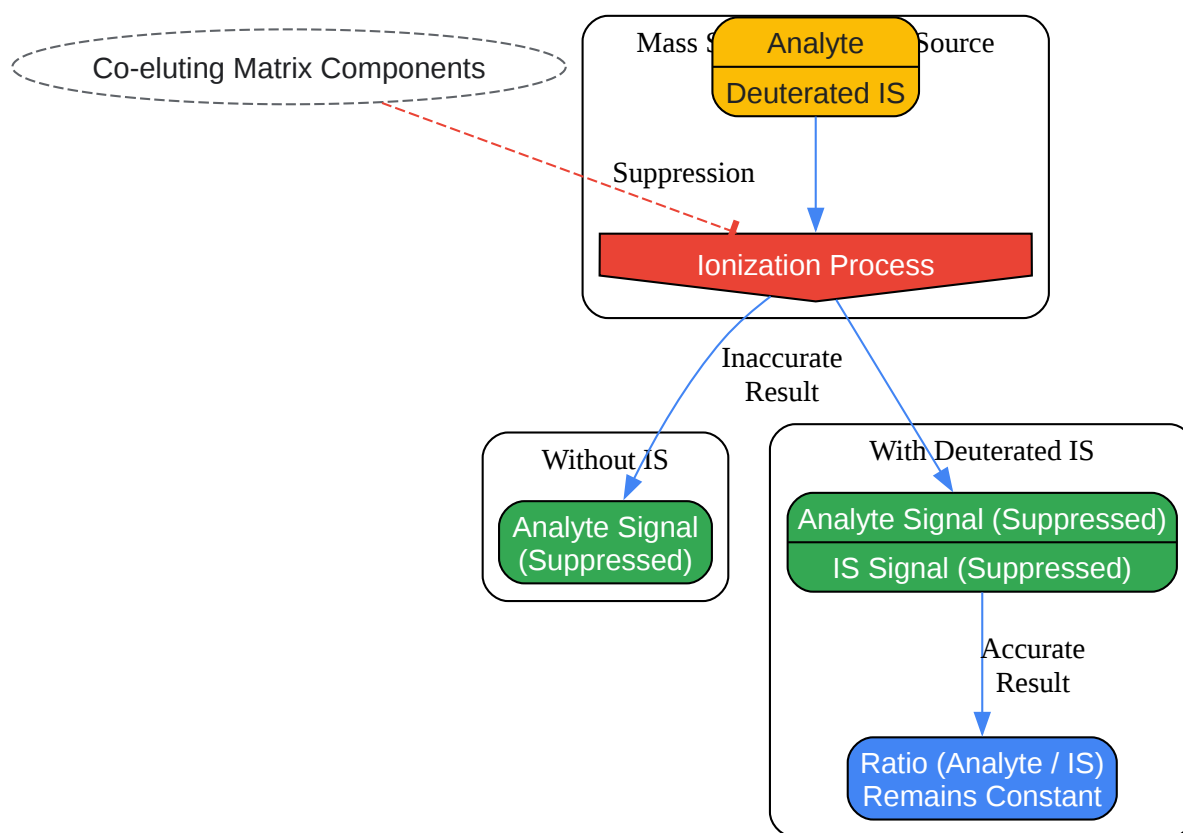 Mass S
Source
Analyte
Deuterated IS
Co-eluting Matrix Components
Suppression
Ionization Process
Inaccurate
Result
Without IS
Analyte Signal
(Suppressed)
With Deuterated IS
Analyte Signal (Suppressed)
IS Signal (Suppressed)
Accurate
Result
Ratio (Analyte / IS)
Remains Constant